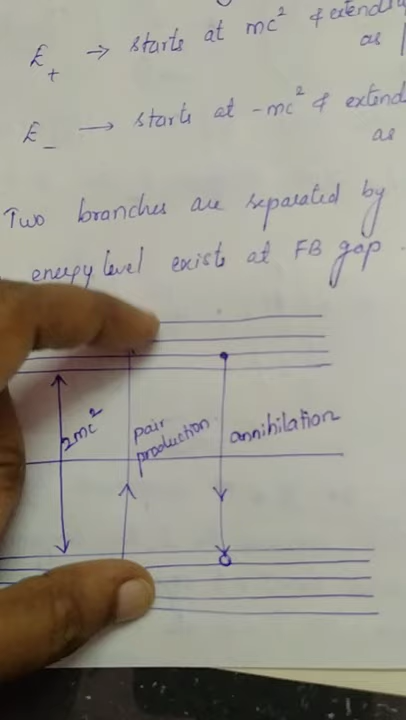 E₊ → starts at mc² & extending
as
E₋ → starts at -mc² & extend
as
Two branches are separated by
energy level exists at FB gap.
2mc²
pair
production
annihilation